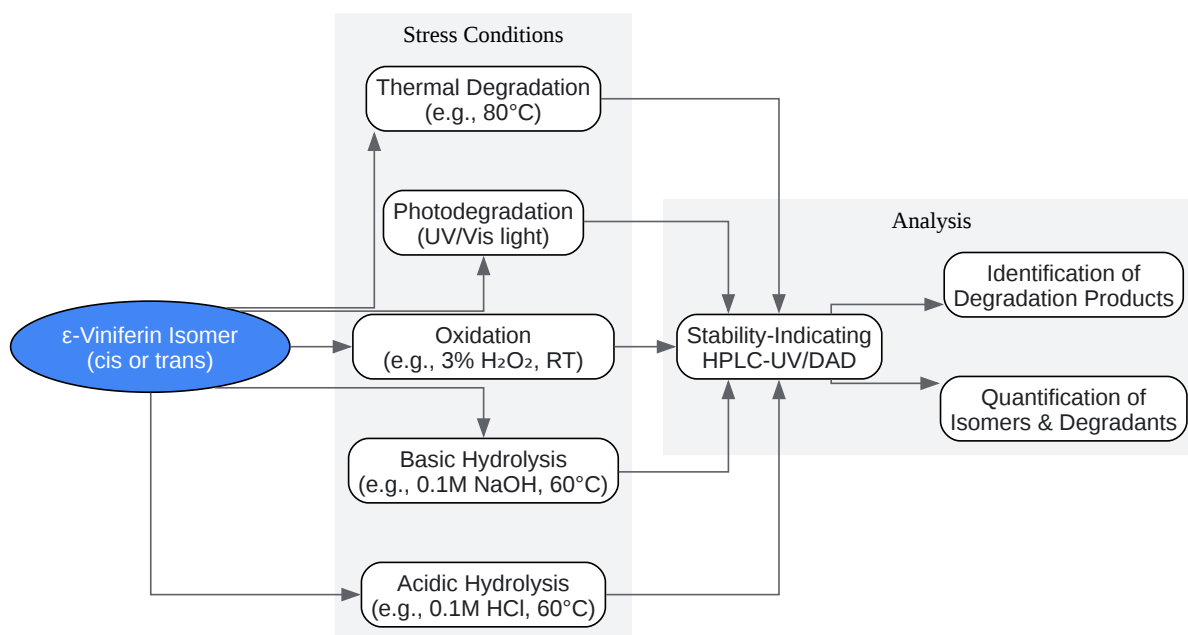 Stress Conditions
Thermal Degradation
(e.g., 80°C)
Photodegradation
(UV/Vis light)
Analysis
Identification of
Degradation Products
ε-Viniferin Isomer
(cis or trans)
Oxidation
(e.g., 3% H₂O₂, RT)
Stability-Indicating
HPLC-UV/DAD
Quantification of
Isomers & Degradants
Basic Hydrolysis
(e.g., 0.1M NaOH, 60°C)
Acidic Hydrolysis
(e.g., 0.1M HCl, 60°C)